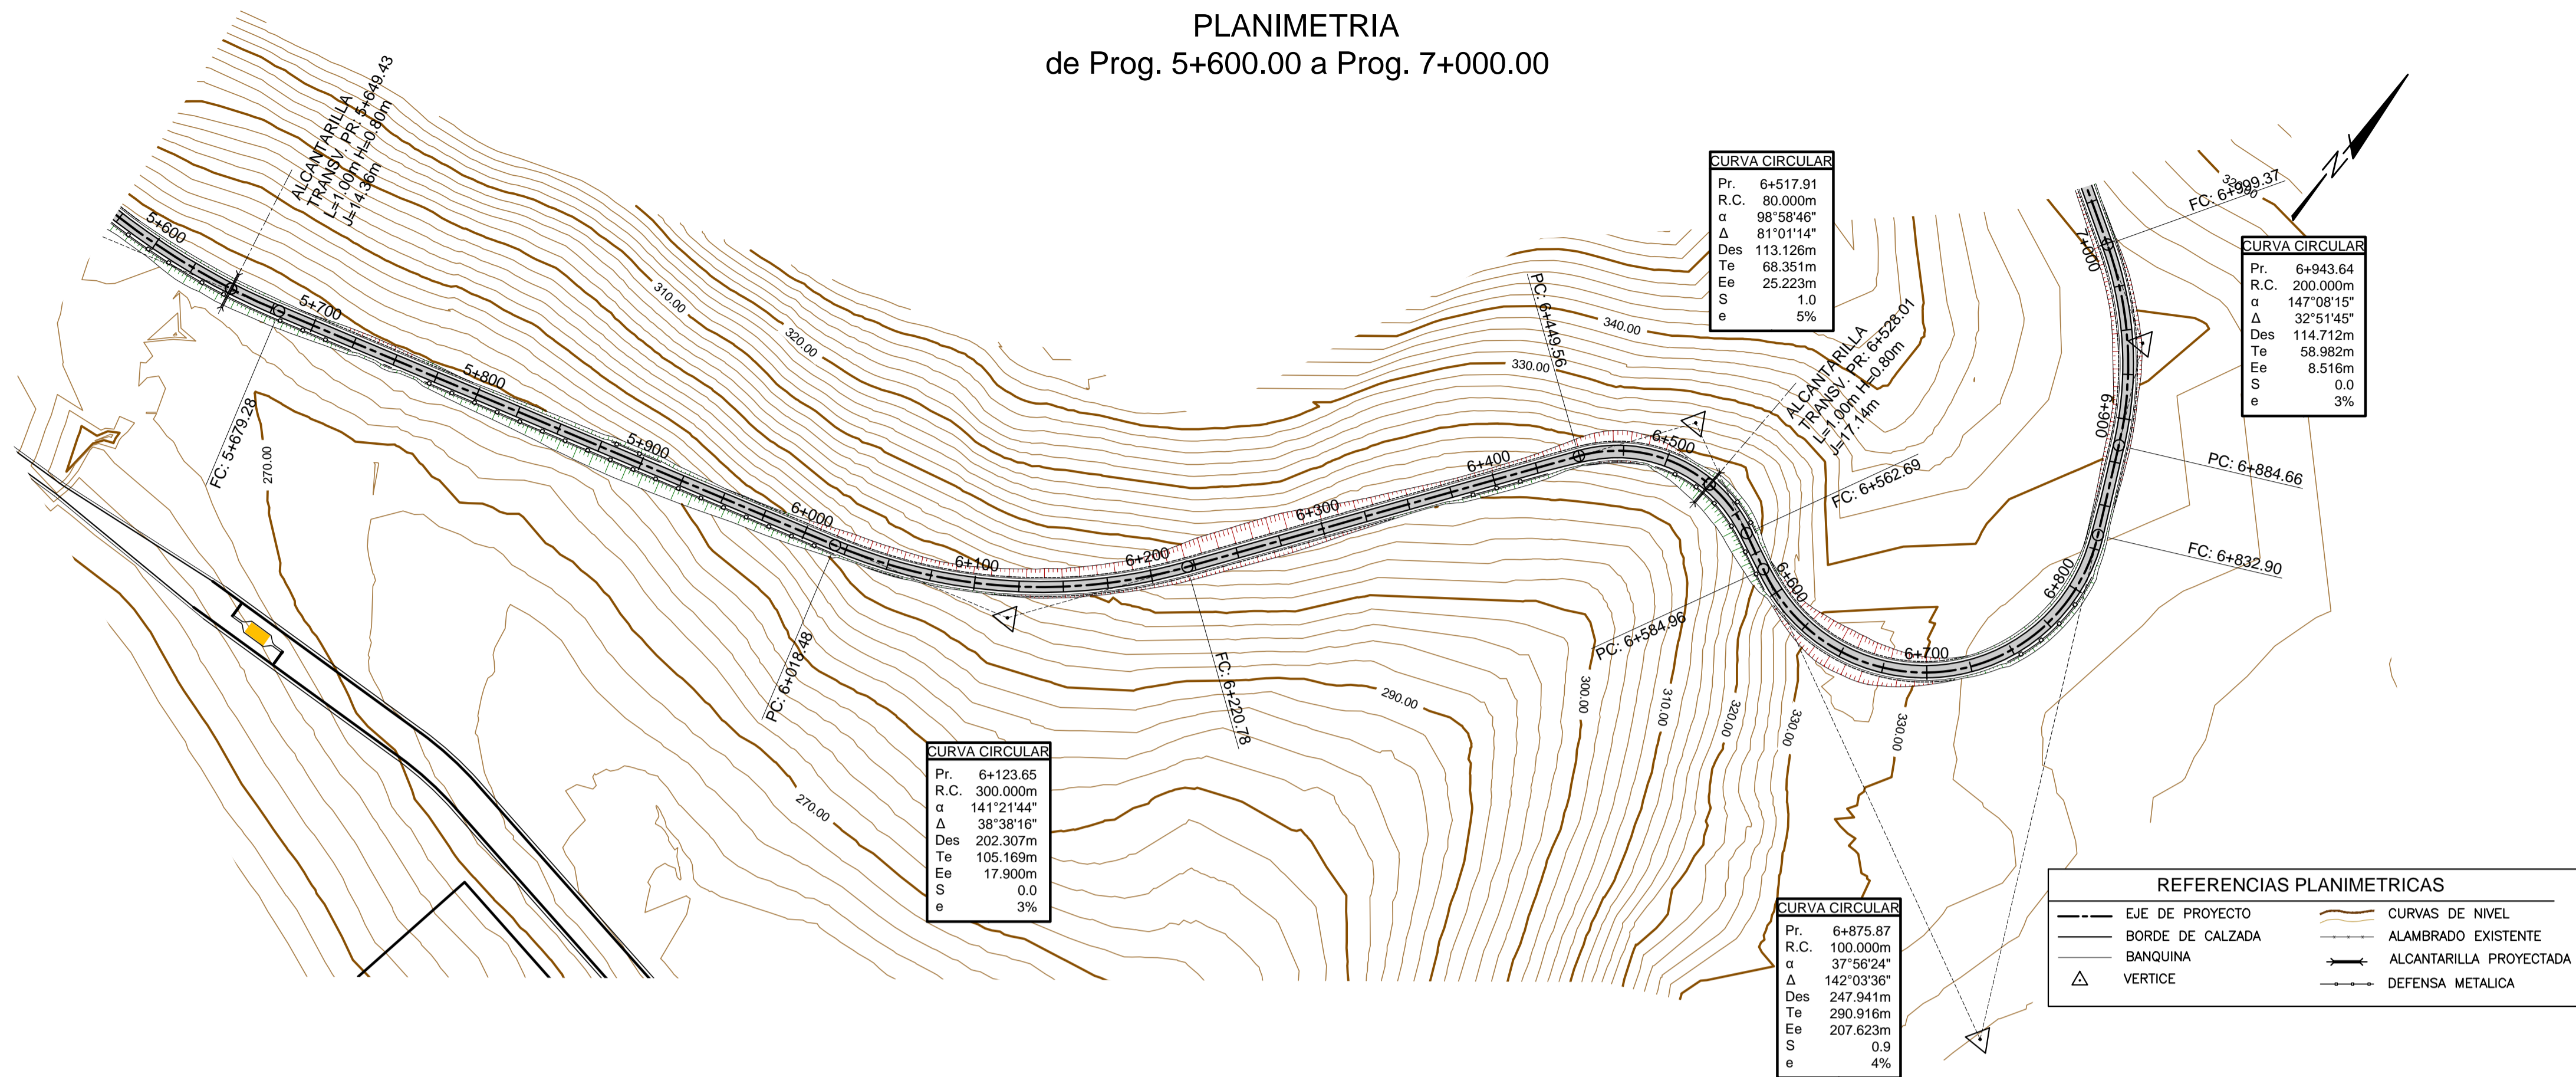 PLANIMETRIA
de Prog. 5+600.00 a Prog. 7+000.00
ALCANTARILLA
TRANSV. PR: 5+649.43
L=1.00m H=0.80m
J=14.36m
5+600
5+700
5+800
5+900
6+000
6+100
6+200
6+300
6+400
6+500
6+600
6+700
6+800
6+900
7+000
FC: 5+679.28
PC: 6+018.48
FC: 6+220.78
PC: 6+449.56
FC: 6+562.69
PC: 6+584.96
FC: 6+832.90
PC: 6+884.66
FC: 6+999.37
270.00
270.00
290.00
300.00
310.00
320.00
330.00
330.00
310.00
320.00
330.00
340.00
N
ALCANTARILLA
TRANSV. PR: 6+528.01
L=1.00m H=0.80m
J=17.14m
CURVA CIRCULAR
Pr. 6+517.91
R.C. 80.000m
α 98°58'46"
Δ 81°01'14"
Des 113.126m
Te 68.351m
Ee 25.223m
S 1.0
e 5%
CURVA CIRCULAR
Pr. 6+943.64
R.C. 200.000m
α 147°08'15"
Δ 32°51'45"
Des 114.712m
Te 58.982m
Ee 8.516m
S 0.0
e 3%
CURVA CIRCULAR
Pr. 6+123.65
R.C. 300.000m
α 141°21'44"
Δ 38°38'16"
Des 202.307m
Te 105.169m
Ee 17.900m
S 0.0
e 3%
CURVA CIRCULAR
Pr. 6+875.87
R.C. 100.000m
α 37°56'24"
Δ 142°03'36"
Des 247.941m
Te 290.916m
Ee 207.623m
S 0.9
e 4%
REFERENCIAS PLANIMETRICAS
EJE DE PROYECTO
BORDE DE CALZADA
BANQUINA
VERTICE
CURVAS DE NIVEL
ALAMBRADO EXISTENTE
ALCANTARILLA PROYECTADA
DEFENSA METALICA